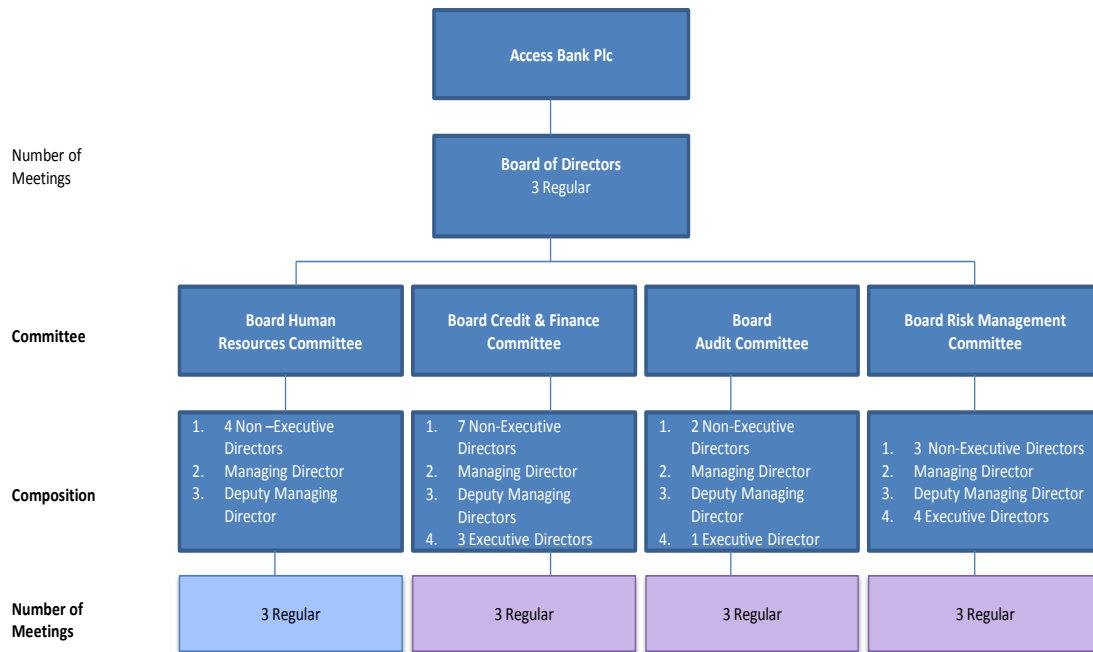 Access Bank Plc
Number of
Meetings
Board of Directors
3 Regular
Committee
Board Human
Resources Committee
Board Credit & Finance
Committee
Board
Audit Committee
Board Risk Management
Committee
Composition
1. 4 Non –Executive
Directors
2. Managing Director
3. Deputy Managing
Director
1. 7 Non-Executive
Directors
2. Managing Director
3. Deputy Managing
Directors
4. 3 Executive Directors
1. 2 Non-Executive
Directors
2. Managing Director
3. Deputy Managing
Director
4. 1 Executive Director
1. 3 Non-Executive Directors
2. Managing Director
3. Deputy Managing Director
4. 4 Executive Directors
Number of
Meetings
3 Regular
3 Regular
3 Regular
3 Regular